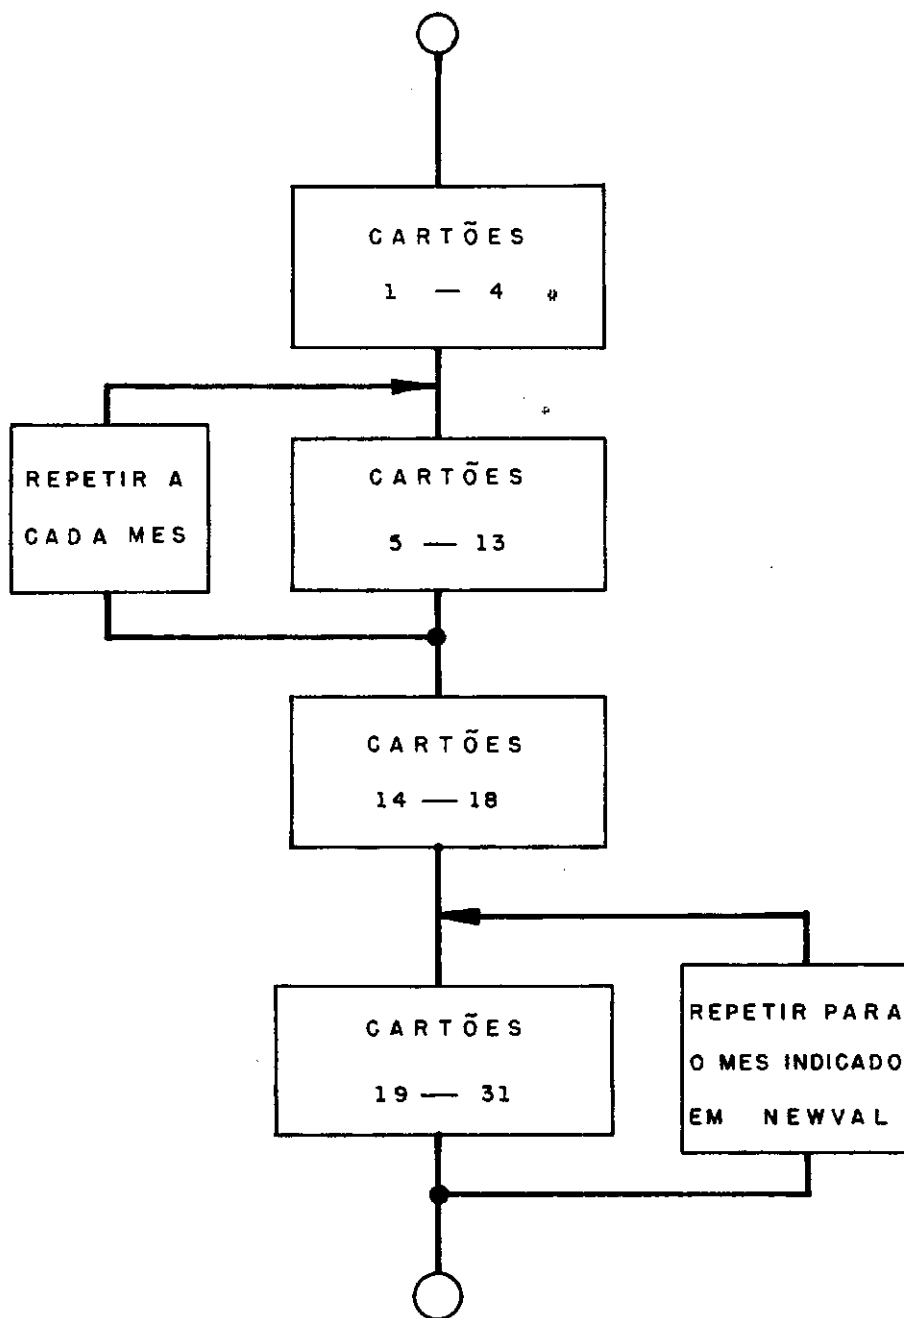 CARTÕES
1 — 4
REPETIR A
CADA MES
CARTÕES
5 — 13
CARTÕES
14 — 18
CARTÕES
19 — 31
REPETIR PARA
O MES INDICADO
EM NEWVAL